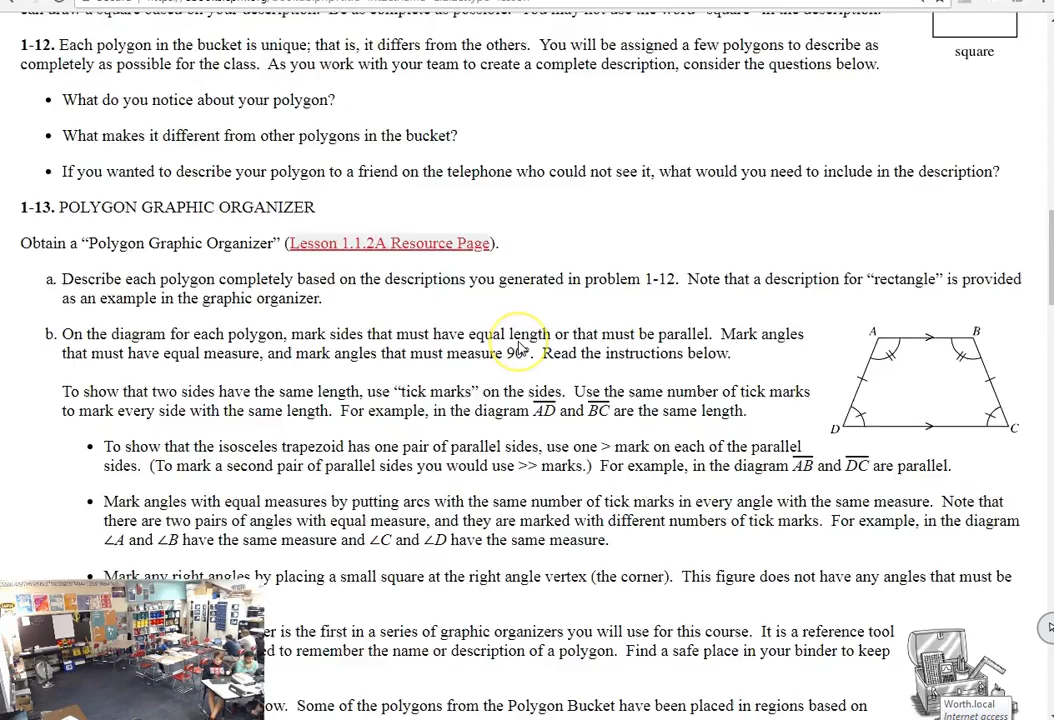 square
1-12. Each polygon in the bucket is unique; that is, it differs from the others. You will be assigned a few polygons to describe as
completely as possible for the class. As you work with your team to create a complete description, consider the questions below.
• What do you notice about your polygon?
• What makes it different from other polygons in the bucket?
• If you wanted to describe your polygon to a friend on the telephone who could not see it, what would you need to include in the description?
1-13. POLYGON GRAPHIC ORGANIZER
Obtain a “Polygon Graphic Organizer” (Lesson 1.1.2A Resource Page).
a. Describe each polygon completely based on the descriptions you generated in problem 1-12. Note that a description for “rectangle” is provided
as an example in the graphic organizer.
b. On the diagram for each polygon, mark sides that must have equal length or that must be parallel. Mark angles
that must have equal measure, and mark angles that must measure 90°. Read the instructions below.
To show that two sides have the same length, use “tick marks” on the sides. Use the same number of tick marks
to mark every side with the same length. For example, in the diagram AD and BC are the same length.
A B
D C
• To show that the isosceles trapezoid has one pair of parallel sides, use one > mark on each of the parallel
sides. (To mark a second pair of parallel sides you would use >> marks.) For example, in the diagram AB and DC are parallel.
• Mark angles with equal measures by putting arcs with the same number of tick marks in every angle with the same measure. Note that
there are two pairs of angles with equal measure, and they are marked with different numbers of tick marks. For example, in the diagram
∠A and ∠B have the same measure and ∠C and ∠D have the same measure.
• Mark any right angles by placing a small square at the right angle vertex (the corner). This figure does not have any angles that must be
er is the first in a series of graphic organizers you will use for this course. It is a reference tool
to remember the name or description of a polygon. Find a safe place in your binder to keep
ow. Some of the polygons from the Polygon Bucket have been placed in regions based on
Worth.local
Internet access